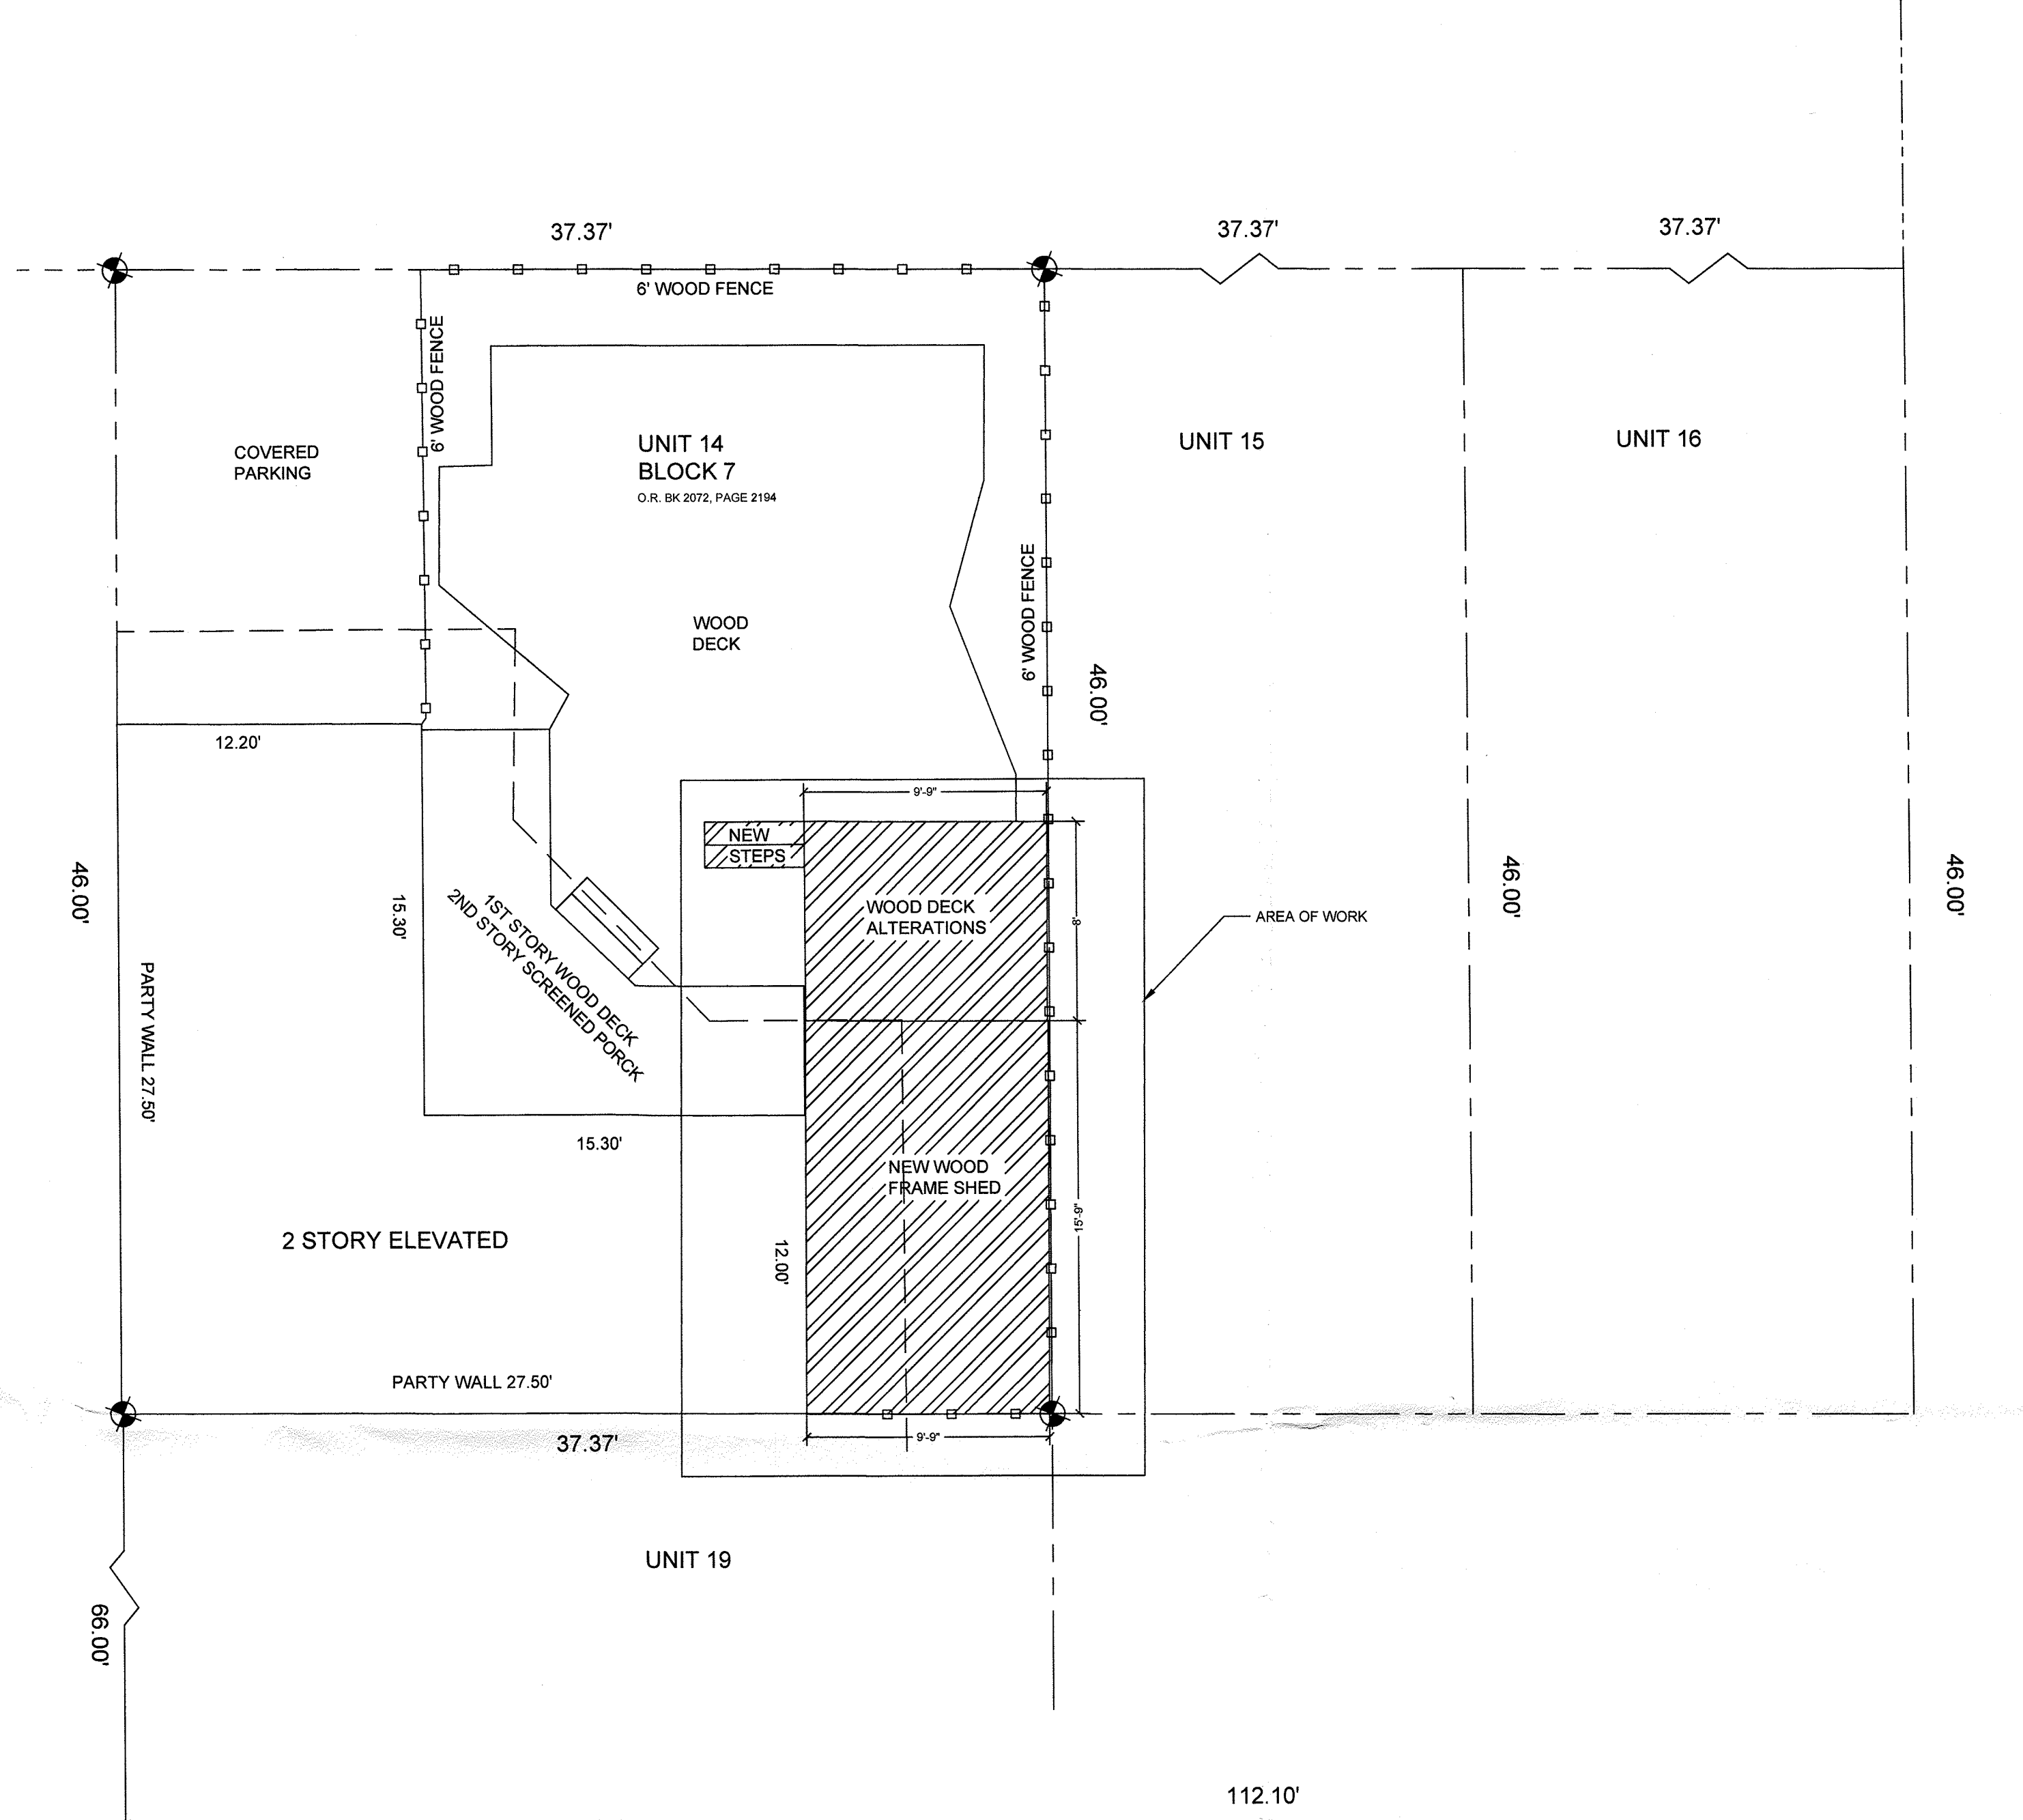 37.37'
37.37'
37.37'
6' WOOD FENCE
6' WOOD FENCE
COVERED
PARKING
UNIT 14
BLOCK 7
O.R. BK 2072, PAGE 2194
UNIT 15
UNIT 16
6' WOOD FENCE
WOOD
DECK
46.00'
12.20'
9'-9"
NEW
STEPS
46.00'
15.30'
1ST STORY WOOD DECK
2ND STORY SCREENED PORCK
WOOD DECK
ALTERATIONS
8'
AREA OF WORK
46.00'
46.00'
PARTY WALL 27.50'
15.30'
NEW WOOD
FRAME SHED
15'-9"
2 STORY ELEVATED
12.00'
PARTY WALL 27.50'
37.37'
9'-9"
UNIT 19
66.00'
112.10'